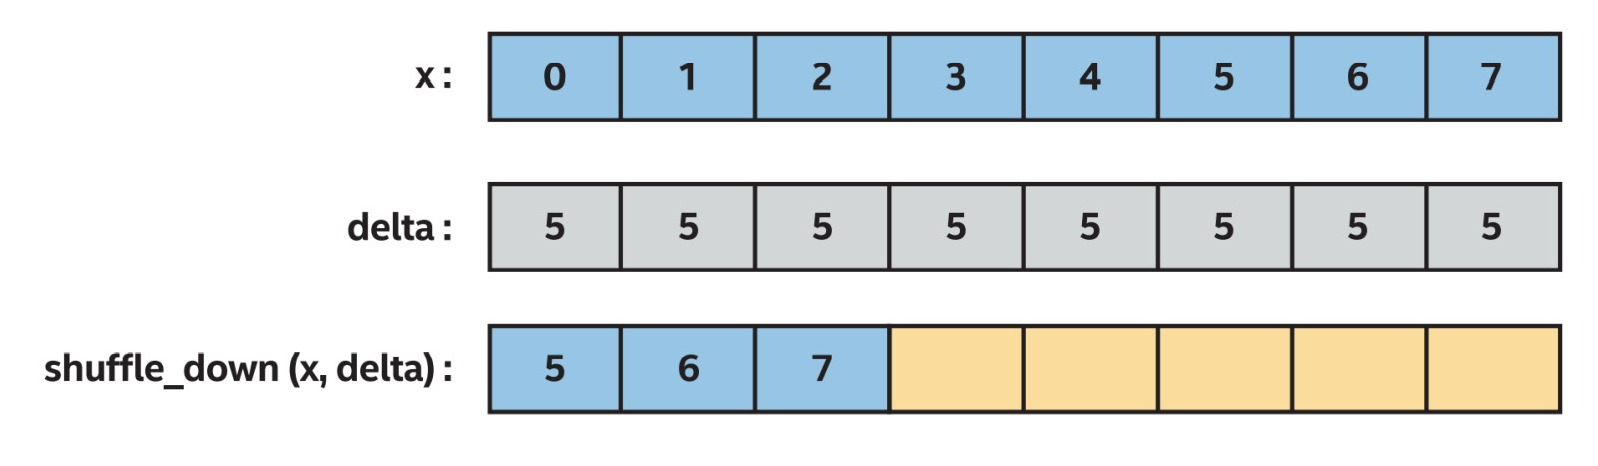 x : 0 1 2 3 4 5 6 7
delta : 5 5 5 5 5 5 5 5
shuffle_down (x, delta) : 5 6 7